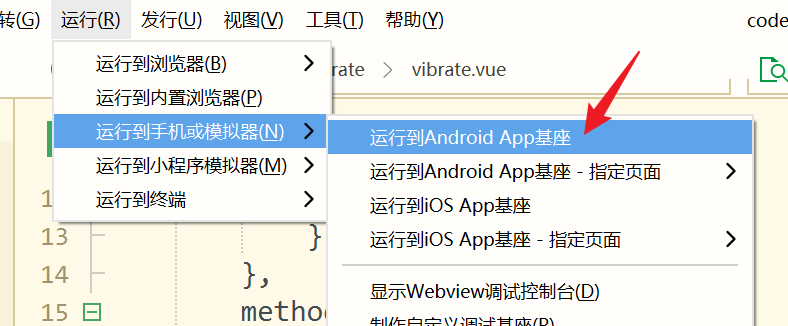 转(G) 运行(R) 发行(U) 视图(V) 工具(T) 帮助(Y) code
运行到浏览器(B)
rate > vibrate.vue
运行到内置浏览器(P)
运行到手机或模拟器(N)
运行到Android App基座
运行到小程序模拟器(M)
运行到Android App基座 - 指定页面
运行到终端
运行到iOS App基座
13 }
运行到iOS App基座 - 指定页面
14 },
显示Webview调试控制台(D)
15 metho
制作自定义调试基座(P)